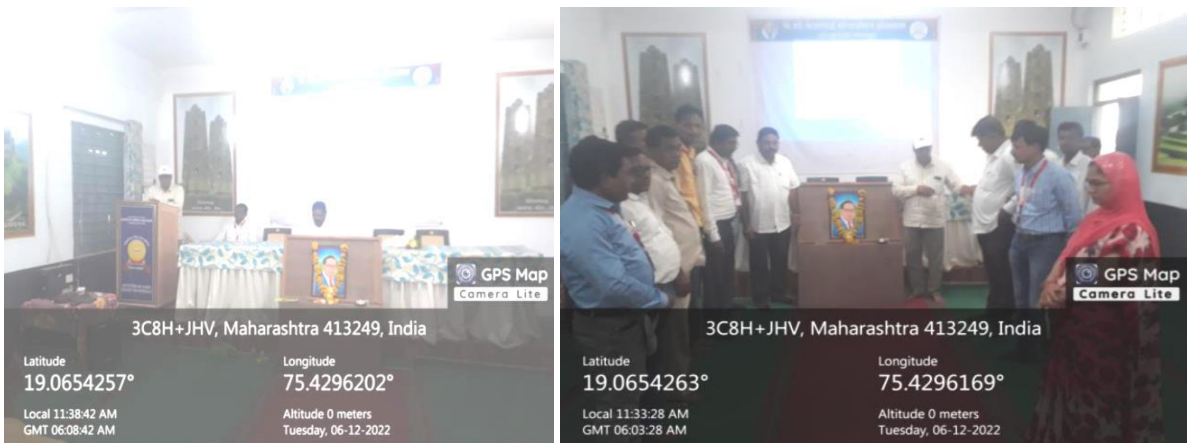 GPS Map
Camera Lite
3C8H+JHV, Maharashtra 413249, India
Latitude
19.0654257°
Longitude
75.4296202°
Local 11:38:42 AM
GMT 06:08:42 AM
Altitude 0 meters
Tuesday, 06-12-2022
GPS Map
Camera Lite
3C8H+JHV, Maharashtra 413249, India
Latitude
19.0654263°
Longitude
75.4296169°
Local 11:33:28 AM
GMT 06:03:28 AM
Altitude 0 meters
Tuesday, 06-12-2022